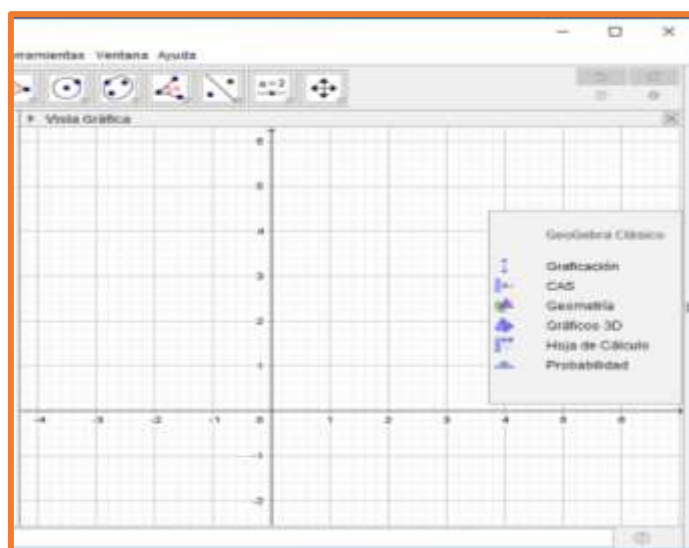 Ventana Ayuda
a=2
Vista Gráfica
6
5
4
3
2
1
0
-1
-2
-4 -3 -2 -1 0 1 2 3 4 5 6
GeoGebra Clásico
Graficación
CAS
Geometría
Gráficos 3D
Hoja de Cálculo
Probabilidad